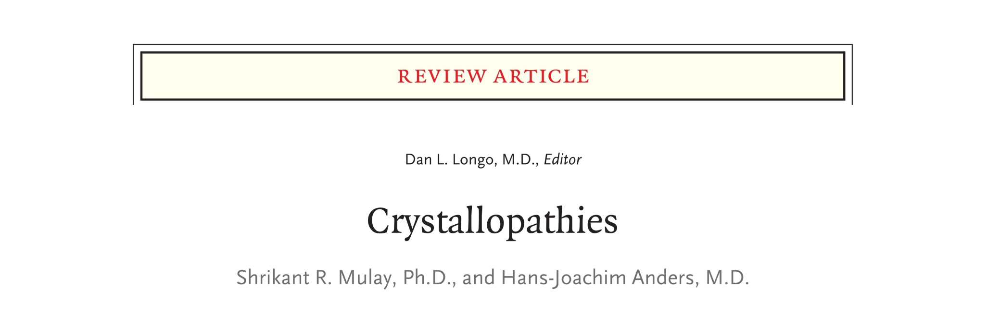 REVIEW ARTICLE
Dan L. Longo, M.D., Editor
Crystallopathies
Shrikant R. Mulay, Ph.D., and Hans-Joachim Anders, M.D.